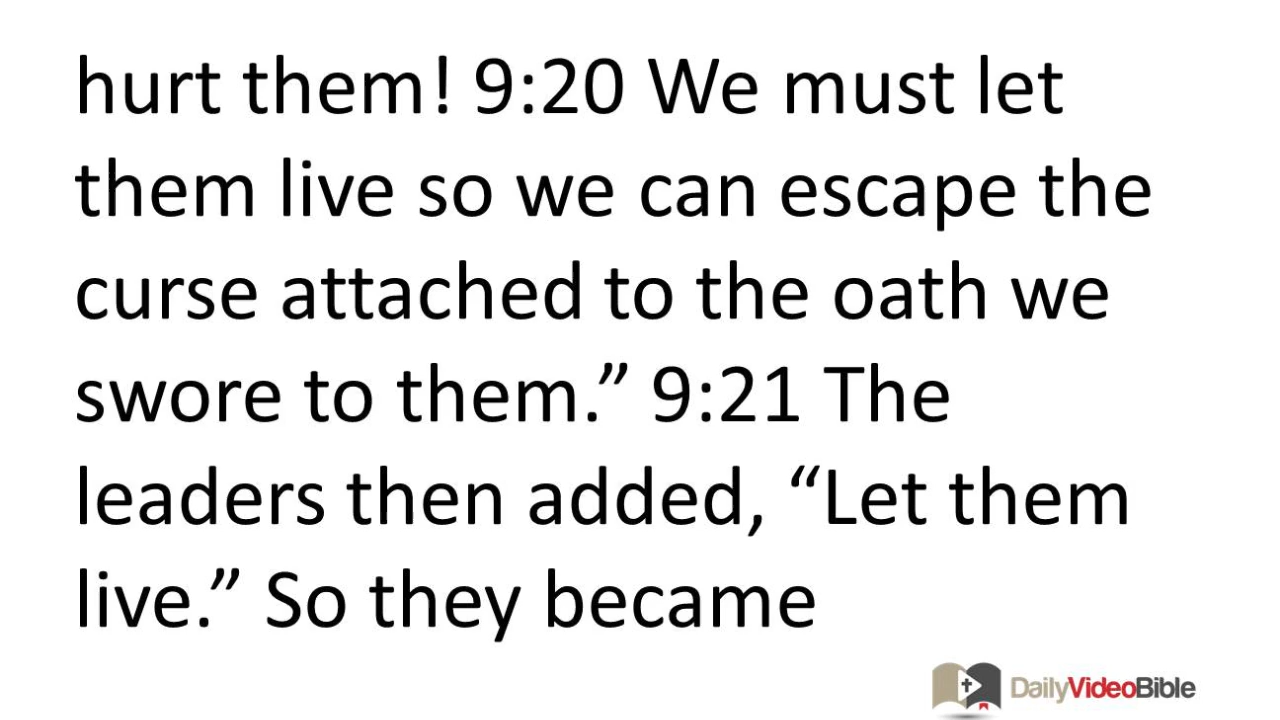 hurt them! 9:20 We must let
them live so we can escape the
curse attached to the oath we
swore to them.” 9:21 The
leaders then added, “Let them
live.” So they became
DailyVideoBible